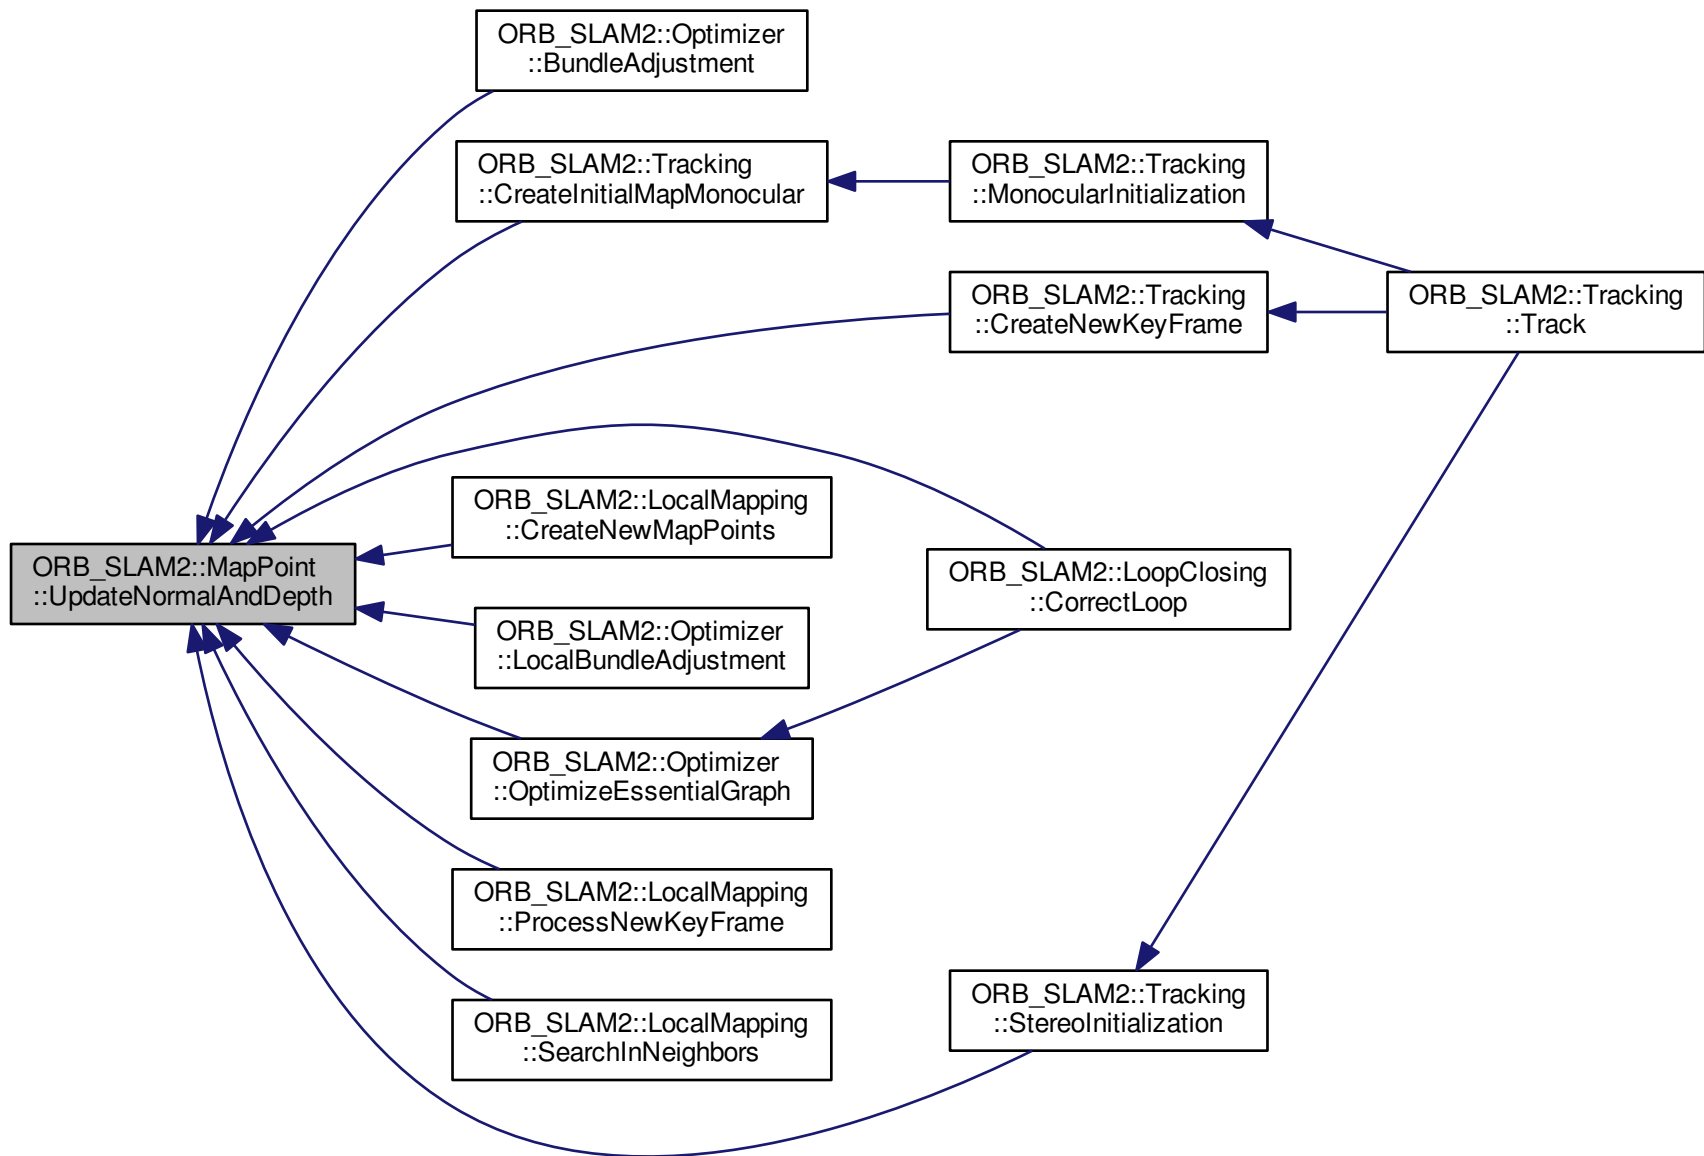 ORB_SLAM2::Optimizer
::BundleAdjustment
ORB_SLAM2::Tracking
::CreateInitialMapMonocular
ORB_SLAM2::Tracking
::MonocularInitialization
ORB_SLAM2::Tracking
::CreateNewKeyFrame
ORB_SLAM2::Tracking
::Track
ORB_SLAM2::LocalMapping
::CreateNewMapPoints
ORB_SLAM2::MapPoint
::UpdateNormalAndDepth
ORB_SLAM2::LoopClosing
::CorrectLoop
ORB_SLAM2::Optimizer
::LocalBundleAdjustment
ORB_SLAM2::Optimizer
::OptimizeEssentialGraph
ORB_SLAM2::LocalMapping
::ProcessNewKeyFrame
ORB_SLAM2::Tracking
::StereoInitialization
ORB_SLAM2::LocalMapping
::SearchInNeighbors